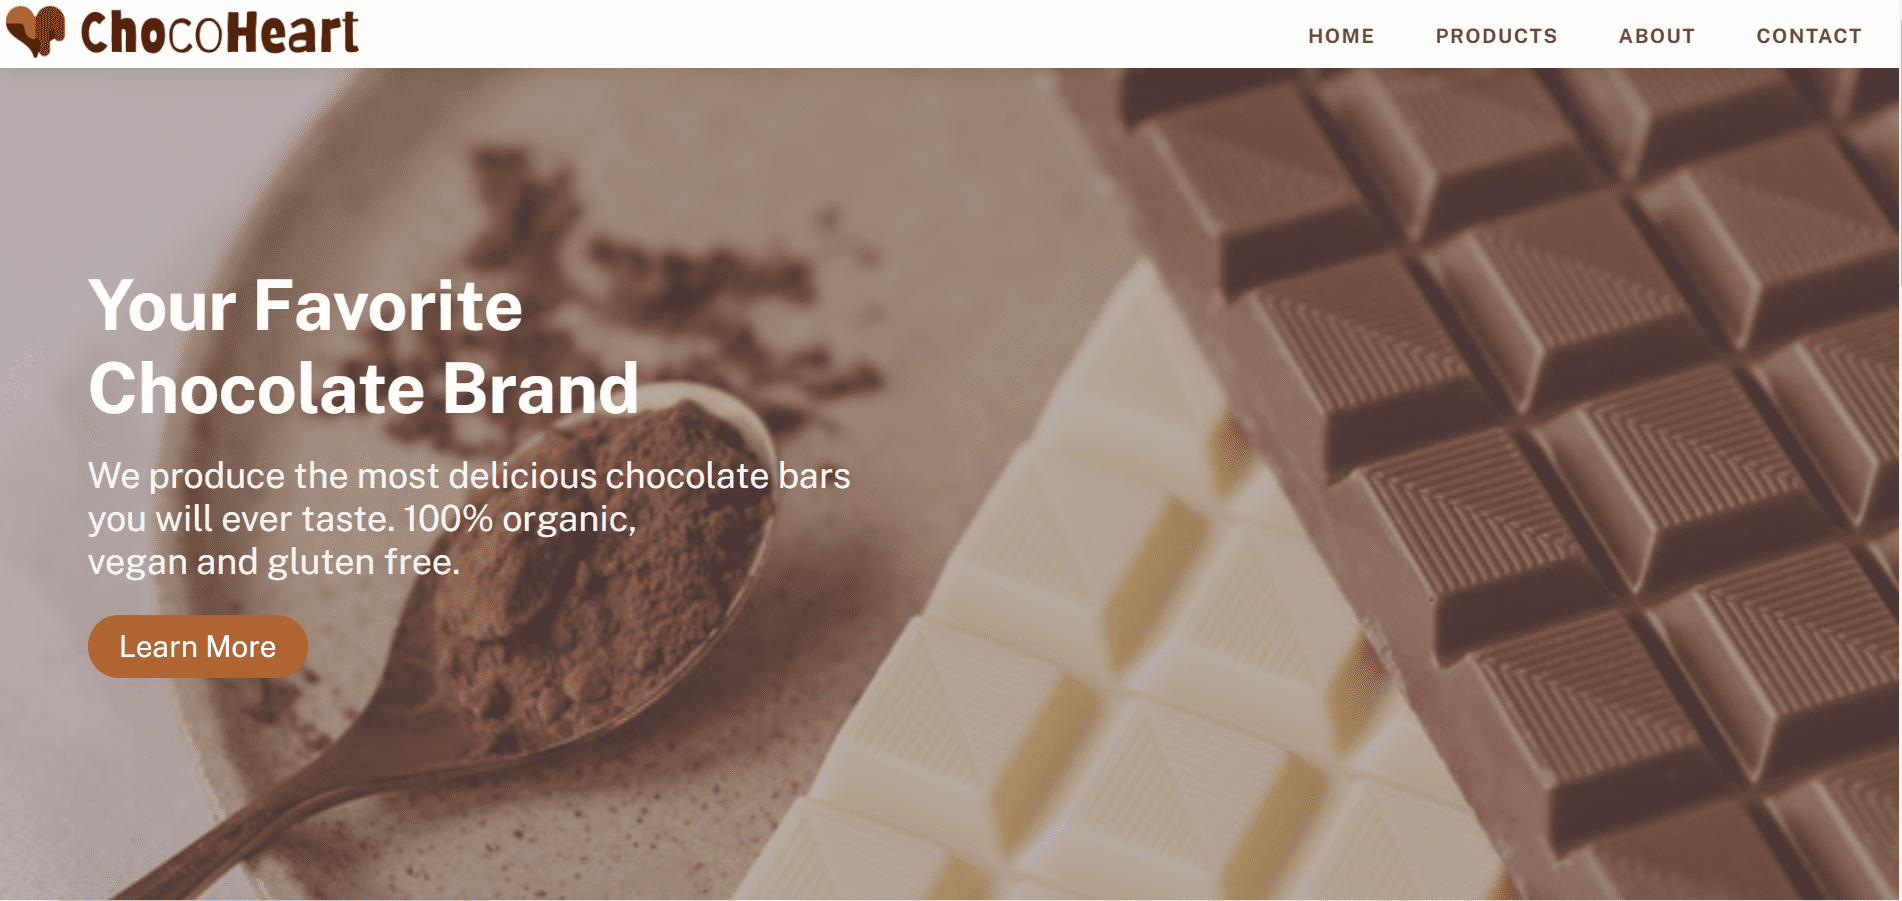 ChocoHeart
HOME PRODUCTS ABOUT CONTACT
Your Favorite
Chocolate Brand
We produce the most delicious chocolate bars
you will ever taste. 100% organic,
vegan and gluten free.
Learn More